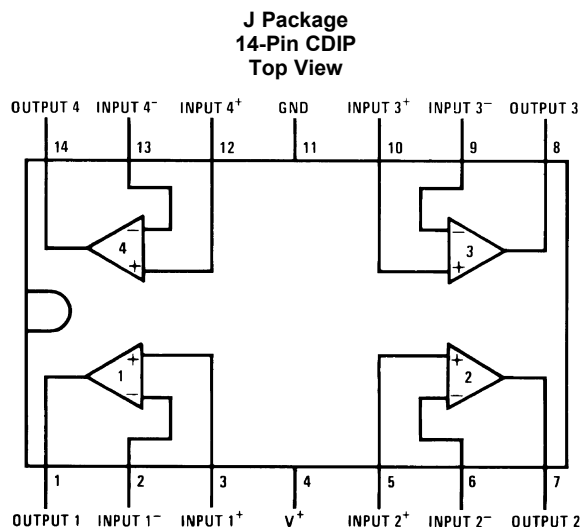 J Package
14-Pin CDIP
Top View
OUTPUT 4 INPUT 4⁻ INPUT 4⁺ GND INPUT 3⁺ INPUT 3⁻ OUTPUT 3
14 13 12 11 10 9 8
− −
4 3
+ +
+ +
1 2
− −
1 2 3 4 5 6 7
OUTPUT 1 INPUT 1⁻ INPUT 1⁺ V⁺ INPUT 2⁺ INPUT 2⁻ OUTPUT 2